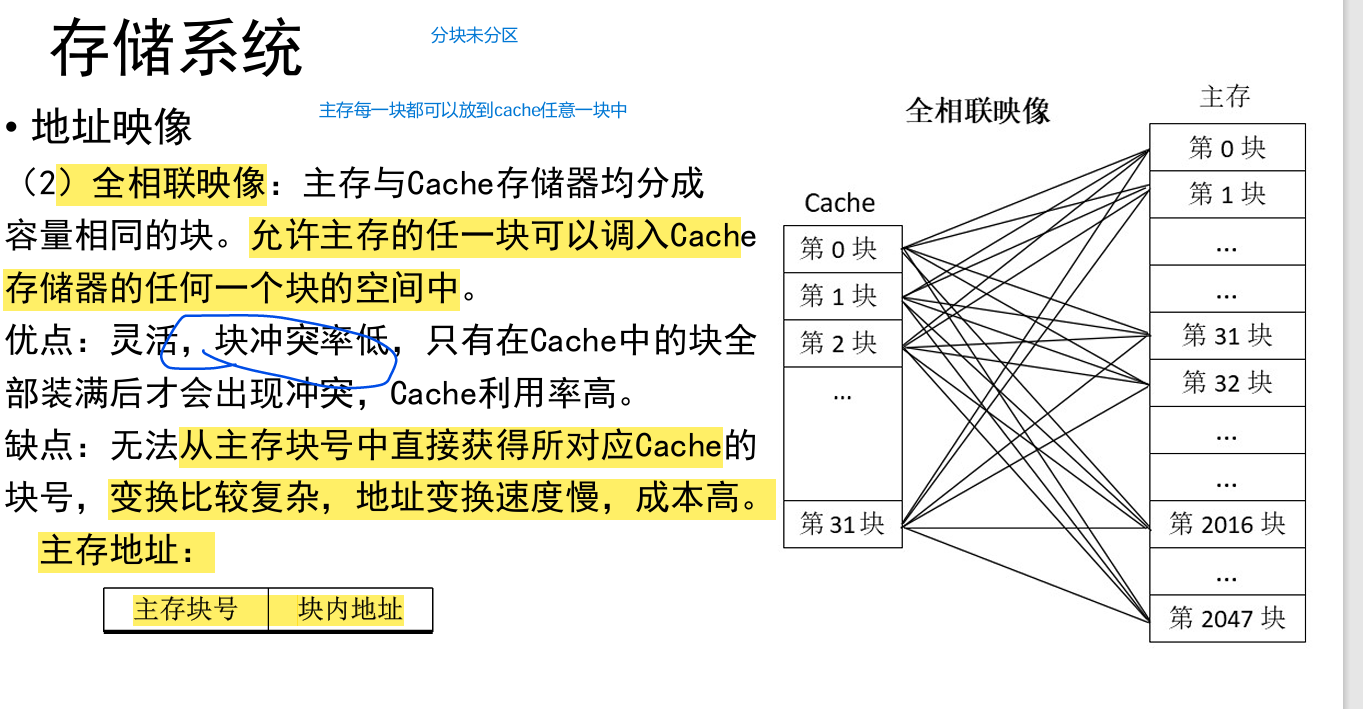 存储系统
分块未分区
• 地址映像
主存每一块都可以放到cache任意一块中
（2）全相联映像：主存与Cache存储器均分成
容量相同的块。允许主存的任一块可以调入Cache
存储器的任何一个块的空间中。
优点：灵活，块冲突率低，只有在Cache中的块全
部装满后才会出现冲突，Cache利用率高。
缺点：无法从主存块号中直接获得所对应Cache的
块号，变换比较复杂，地址变换速度慢，成本高。
主存地址：
主存块号 块内地址
全相联映像
Cache
第 0 块
第 1 块
第 2 块
...
第 31 块
主存
第 0 块
第 1 块
...
...
第 31 块
第 32 块
...
...
第 2016 块
...
第 2047 块